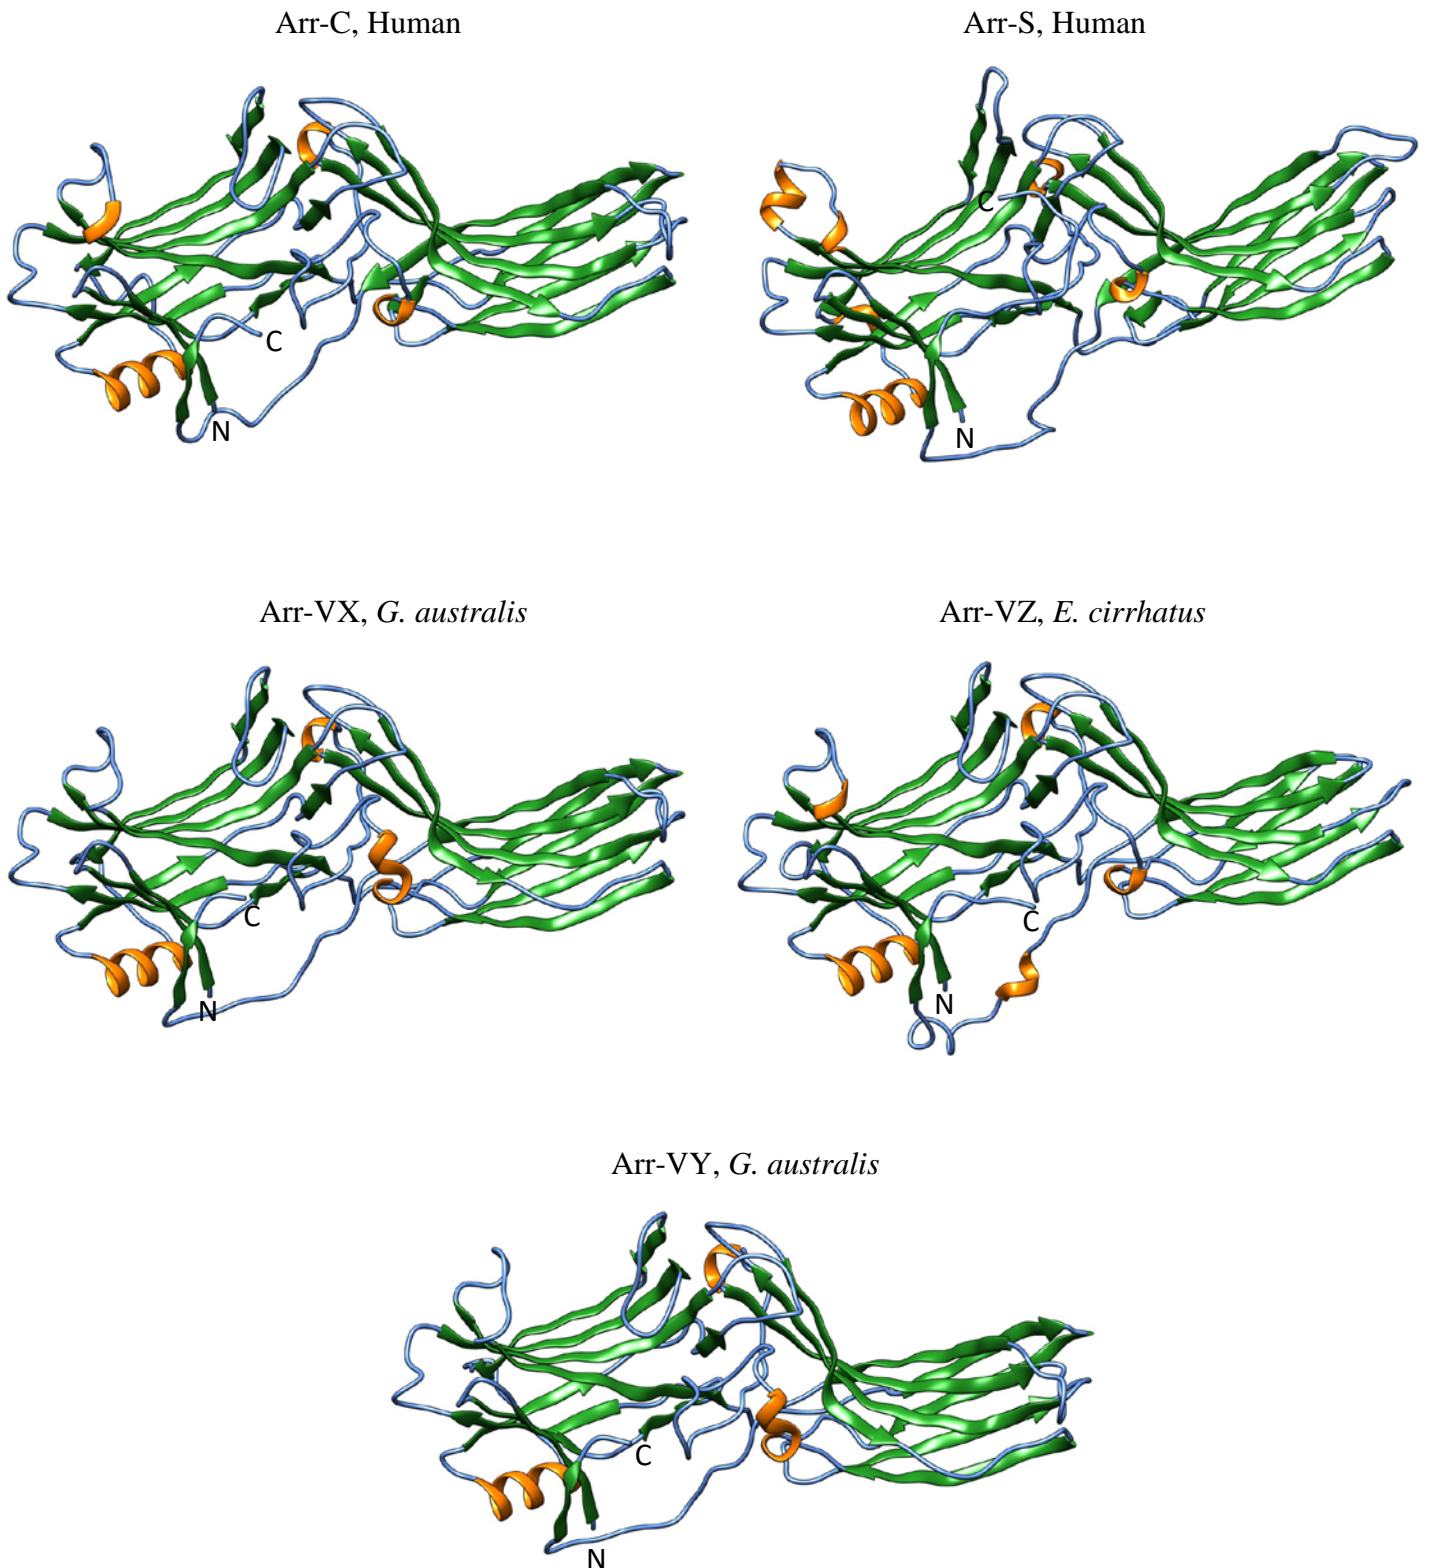 Arr-C, Human
Arr-S, Human
C
N
C
N
Arr-VX, G. australis
Arr-VZ, E. cirrhatus
C
N
C
N
Arr-VY, G. australis
C
N